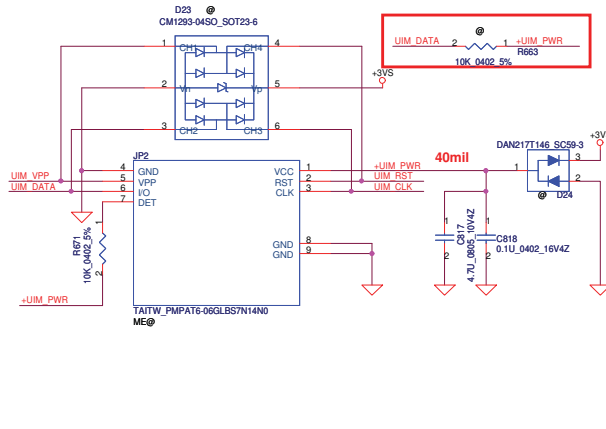 D23 @
CM1293-04SO_SOT23-6
1 CH1 CH4 4
2 Vn Vp 5
3 CH2 CH3 6
+3VS
@
UIM_DATA 2 1 +UIM_PWR
R663
10K_0402_5%
JP2
UIM_VPP
UIM_DATA
4 GND
5 VPP
6 I/O
7 DET
VCC 1 +UIM_PWR
RST 2 UIM_RST
CLK 3 UIM_CLK
GND 8
GND 9
40mil
DAN217T146_SC59-3
+3V
1 3
2
@ D24
1
R671
10K_0402_5%
2
+UIM_PWR
1
C817
4.7U_0805_10V4Z
2
1
C818
0.1U_0402_16V4Z
2
TAITW_PMPAT6-06GLBS7N14N0
ME@